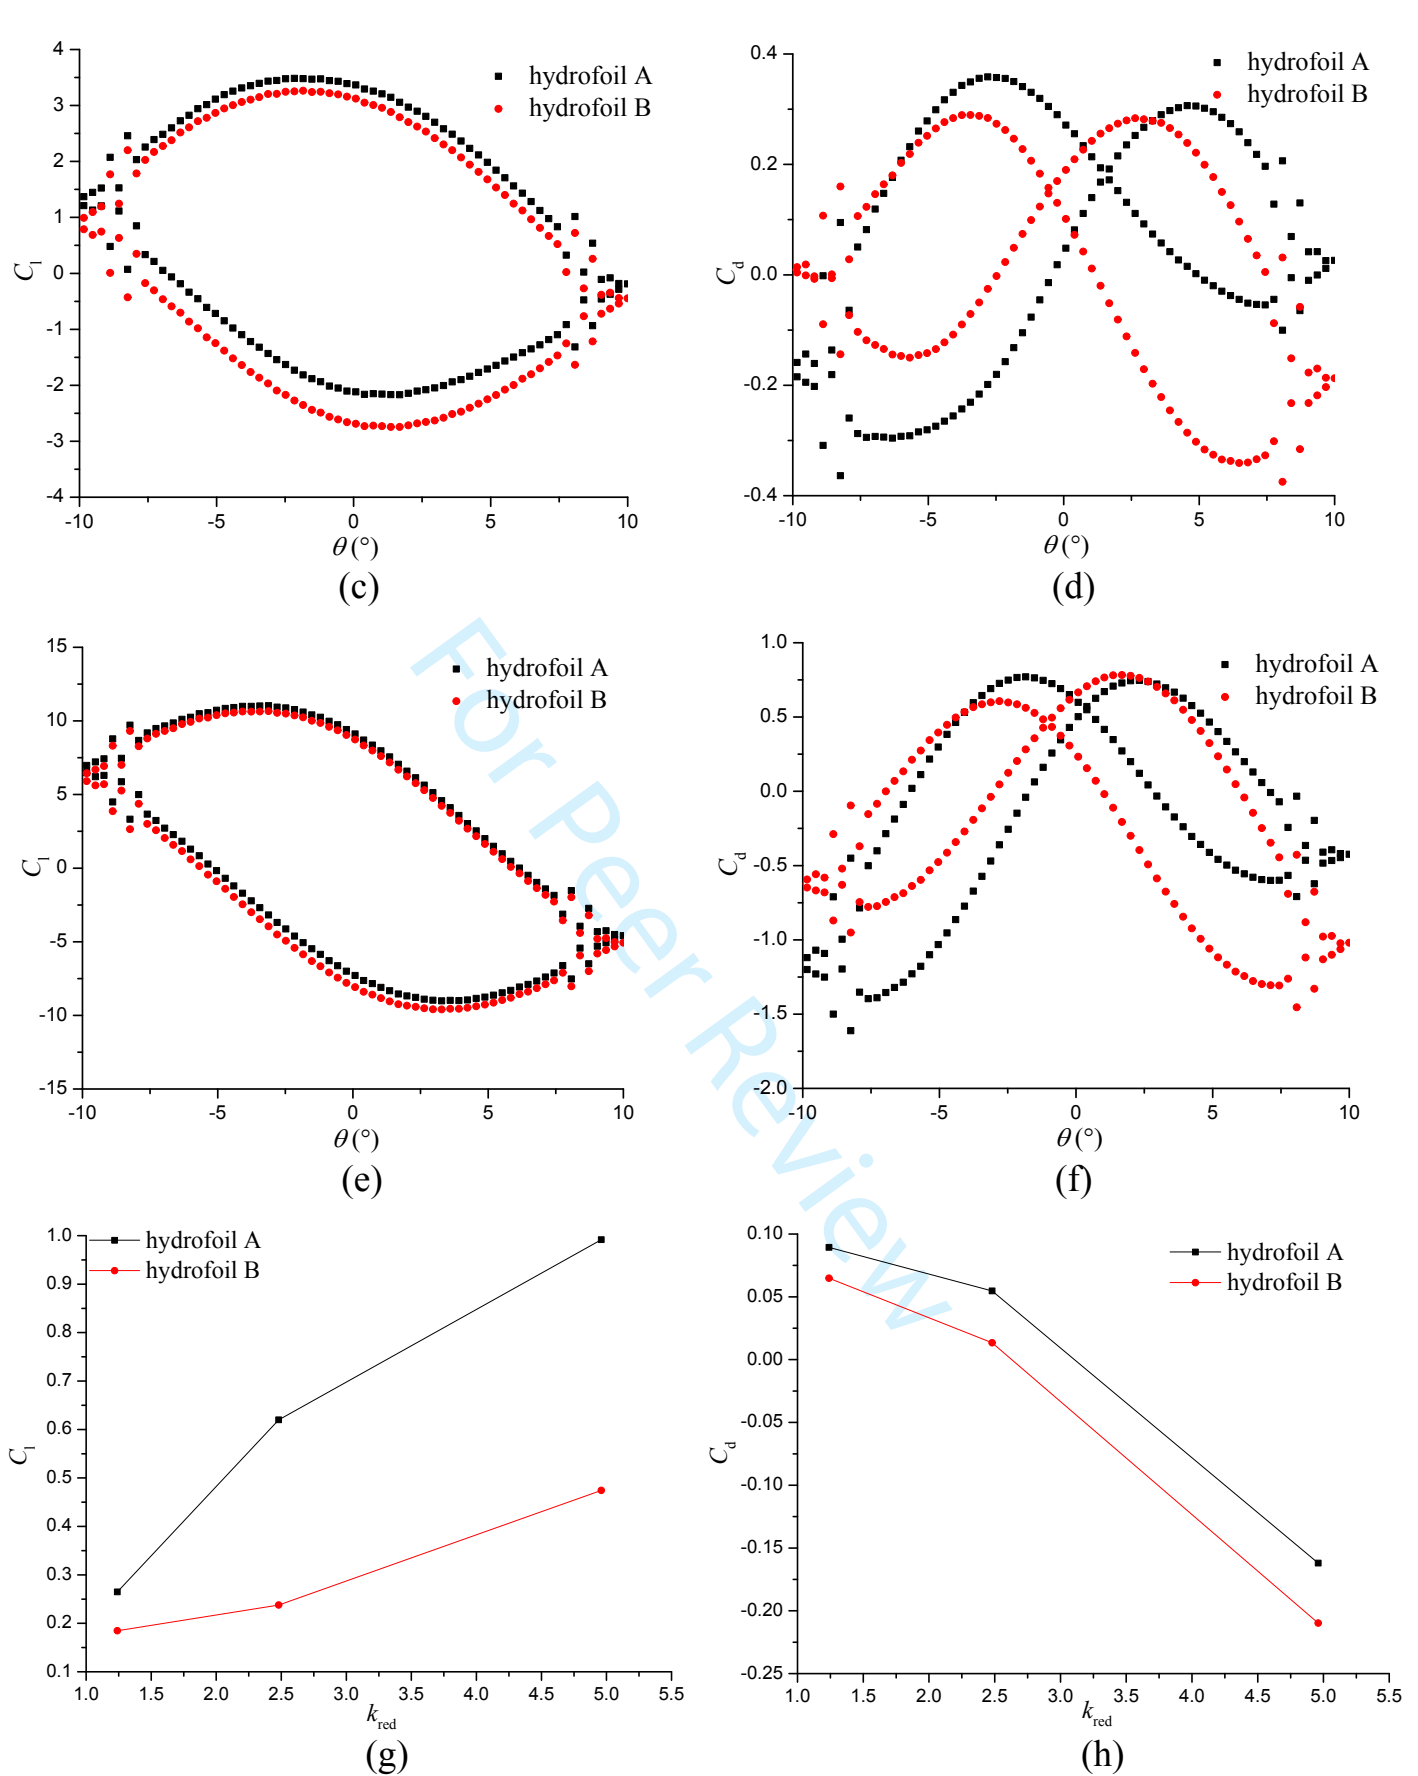 4
3
2
1
0
-1
-2
-3
-4
-10
-5
0
5
10
C_l
θ (°)
hydrofoil A
hydrofoil B
(c)
0.4
0.2
0.0
-0.2
-0.4
-10
-5
0
5
10
C_d
θ (°)
hydrofoil A
hydrofoil B
(d)
15
10
5
0
-5
-10
-15
-10
-5
0
5
10
C_l
θ (°)
hydrofoil A
hydrofoil B
(e)
1.0
0.5
0.0
-0.5
-1.0
-1.5
-2.0
-10
-5
0
5
10
C_d
θ (°)
hydrofoil A
hydrofoil B
(f)
1.0
0.9
0.8
0.7
0.6
0.5
0.4
0.3
0.2
0.1
1.0 1.5 2.0 2.5 3.0 3.5 4.0 4.5 5.0 5.5
C_l
k_red
hydrofoil A
hydrofoil B
(g)
0.10
0.05
0.00
-0.05
-0.10
-0.15
-0.20
-0.25
1.0 1.5 2.0 2.5 3.0 3.5 4.0 4.5 5.0 5.5
C_d
k_red
hydrofoil A
hydrofoil B
(h)
For Peer Review